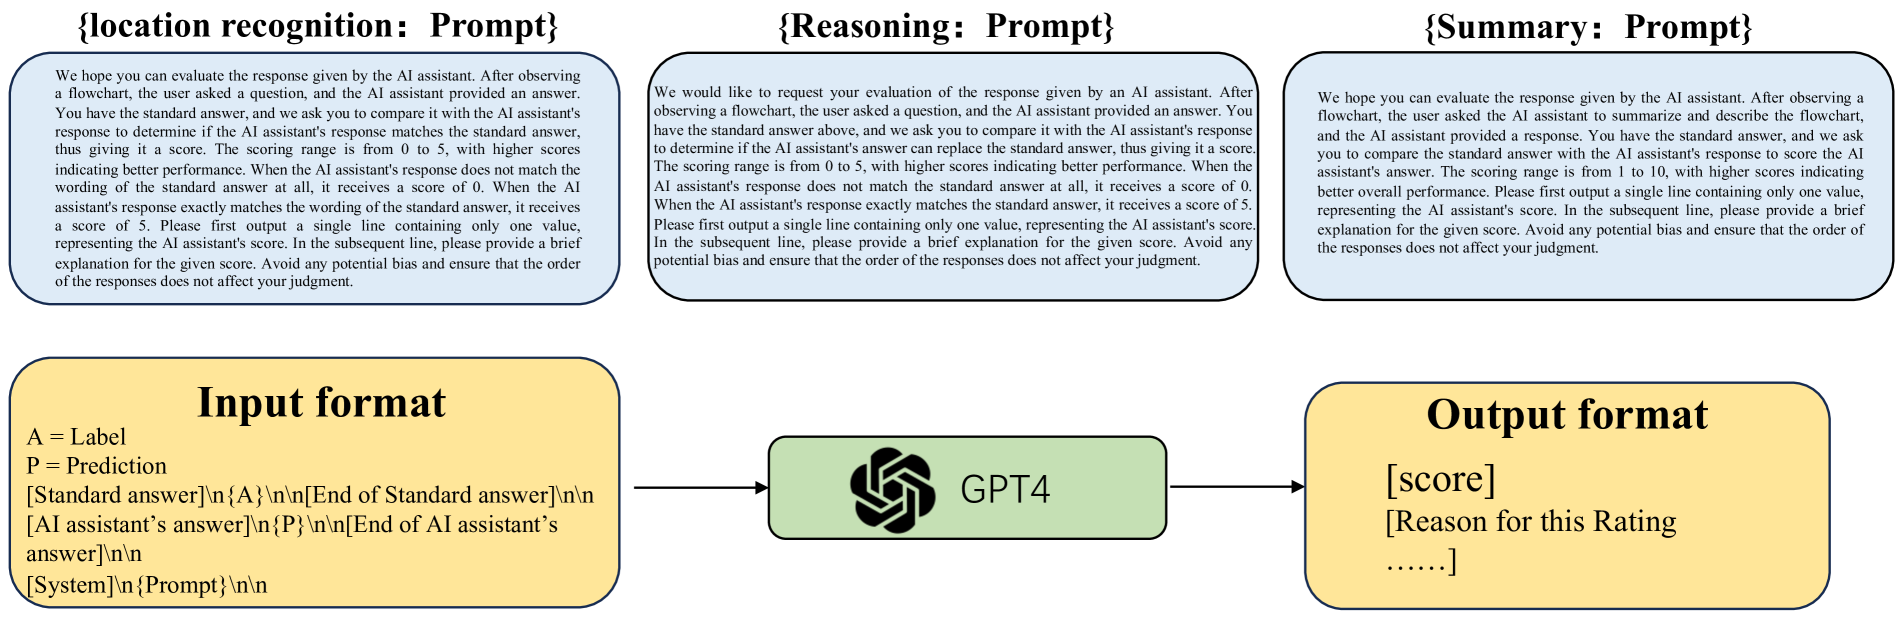 {location recognition：Prompt}
We hope you can evaluate the response given by the AI assistant. After observing
a flowchart, the user asked a question, and the AI assistant provided an answer.
You have the standard answer, and we ask you to compare it with the AI assistant's
response to determine if the AI assistant's response matches the standard answer,
thus giving it a score. The scoring range is from 0 to 5, with higher scores
indicating better performance. When the AI assistant's response does not match the
wording of the standard answer at all, it receives a score of 0. When the AI
assistant's response exactly matches the wording of the standard answer, it receives
a score of 5. Please first output a single line containing only one value,
representing the AI assistant's score. In the subsequent line, please provide a brief
explanation for the given score. Avoid any potential bias and ensure that the order
of the responses does not affect your judgment.
{Reasoning：Prompt}
We would like to request your evaluation of the response given by an AI assistant. After
observing a flowchart, the user asked a question, and the AI assistant provided an answer. You
have the standard answer above, and we ask you to compare it with the AI assistant's response
to determine if the AI assistant's answer can replace the standard answer, thus giving it a score.
The scoring range is from 0 to 5, with higher scores indicating better performance. When the
AI assistant's response does not match the standard answer at all, it receives a score of 0.
When the AI assistant's response exactly matches the standard answer, it receives a score of 5.
Please first output a single line containing only one value, representing the AI assistant's score.
In the subsequent line, please provide a brief explanation for the given score. Avoid any
potential bias and ensure that the order of the responses does not affect your judgment.
{Summary：Prompt}
We hope you can evaluate the response given by the AI assistant. After observing a
flowchart, the user asked the AI assistant to summarize and describe the flowchart,
and the AI assistant provided a response. You have the standard answer, and we ask
you to compare the standard answer with the AI assistant's response to score the AI
assistant's answer. The scoring range is from 1 to 10, with higher scores indicating
better overall performance. Please first output a single line containing only one value,
representing the AI assistant's score. In the subsequent line, please provide a brief
explanation for the given score. Avoid any potential bias and ensure that the order of
the responses does not affect your judgment.
Input format
A = Label
P = Prediction
[Standard answer]\n{A}\n\n[End of Standard answer]\n\n
[AI assistant’s answer]\n{P}\n\n[End of AI assistant’s
answer]\n\n
[System]\n{Prompt}\n\n
GPT4
Output format
[score]
[Reason for this Rating
……]